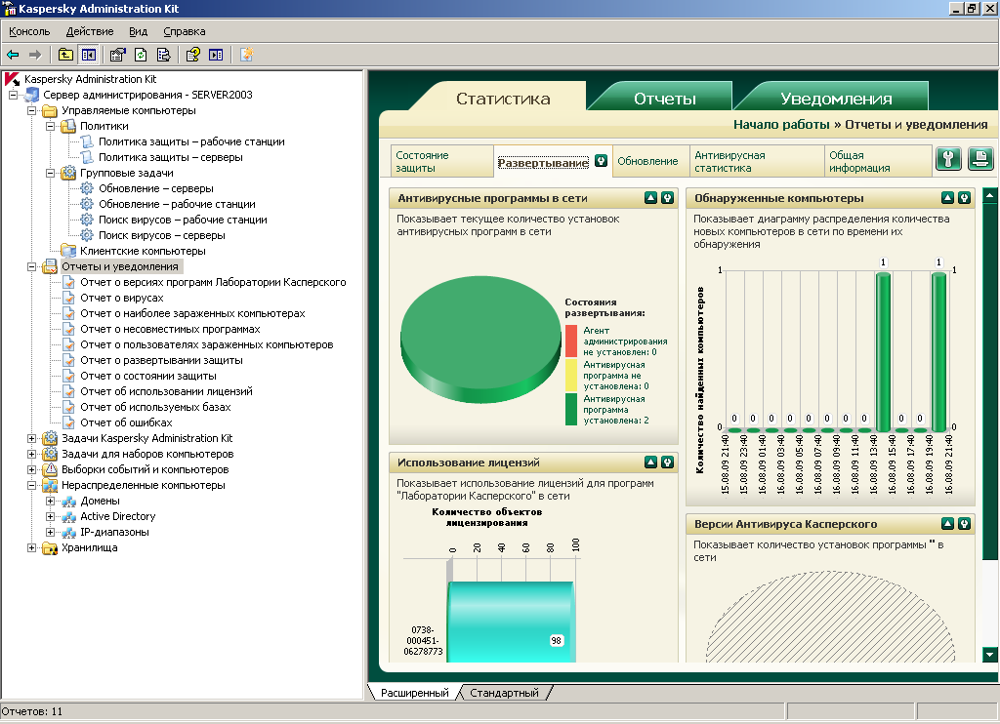 Kaspersky Administration Kit
Консоль Действие Вид Справка
Kaspersky Administration Kit
Сервер администрирования - SERVER2003
Управляемые компьютеры
Политики
Политика защиты – рабочие станции
Политика защиты – серверы
Групповые задачи
Обновление – серверы
Обновление – рабочие станции
Поиск вирусов – рабочие станции
Поиск вирусов – серверы
Клиентские компьютеры
Отчеты и уведомления
Отчет о версиях программ Лаборатории Касперского
Отчет о вирусах
Отчет о наиболее зараженных компьютерах
Отчет о несовместимых программах
Отчет о пользователях зараженных компьютеров
Отчет о развертывании защиты
Отчет о состоянии защиты
Отчет об использовании лицензий
Отчет об используемых базах
Отчет об ошибках
Задачи Kaspersky Administration Kit
Задачи для наборов компьютеров
Выборки событий и компьютеров
Нераспределенные компьютеры
Домены
Active Directory
IP-диапазоны
Хранилища
Статистика Отчеты Уведомления
Начало работы » Отчеты и уведомления
Состояние
защиты
Развертывание
Обновление
Антивирусная
статистика
Общая
информация
Антивирусные программы в сети
Показывает текущее количество установок
антивирусных программ в сети
Состояния
развертывания:
Агент
администрирования
не установлен: 0
Антивирусная
программа не
установлена: 0
Антивирусная
программа
установлена: 2
Использование лицензий
Показывает использование лицензий для программ
"Лаборатории Касперского" в сети
Количество объектов
лицензирования
0 20 40 60 80 100
0738-
000451-
06278773
98
Обнаруженные компьютеры
Показывает диаграмму распределения количества
новых компьютеров в сети по времени их
обнаружения
Количество найденных компьютеров
1 1 1 1
0 0 0 0 0 0 0 0 0 0 0 0
15.08.09 21:40
15.08.09 23:40
16.08.09 01:40
16.08.09 03:40
16.08.09 05:40
16.08.09 07:40
16.08.09 09:40
16.08.09 11:40
16.08.09 13:40
16.08.09 15:40
16.08.09 17:40
16.08.09 19:40
16.08.09 21:40
Версии Антивируса Касперского
Показывает количество установок программы " в
сети
Расширенный Стандартный
Отчетов: 11